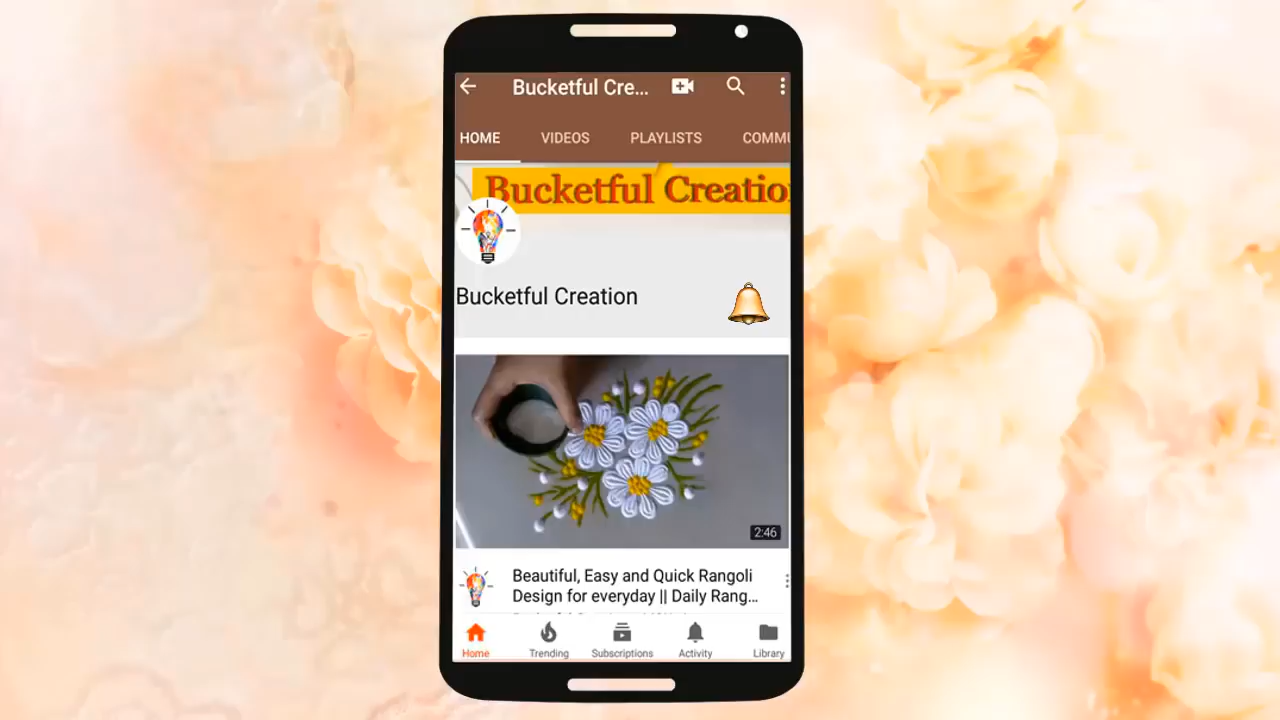 Bucketful Cre...
HOME VIDEOS PLAYLISTS COMMU
Bucketful Creation
Bucketful Creation
2:46
Beautiful, Easy and Quick Rangoli
Design for everyday || Daily Rang...
Home Trending Subscriptions Activity Library